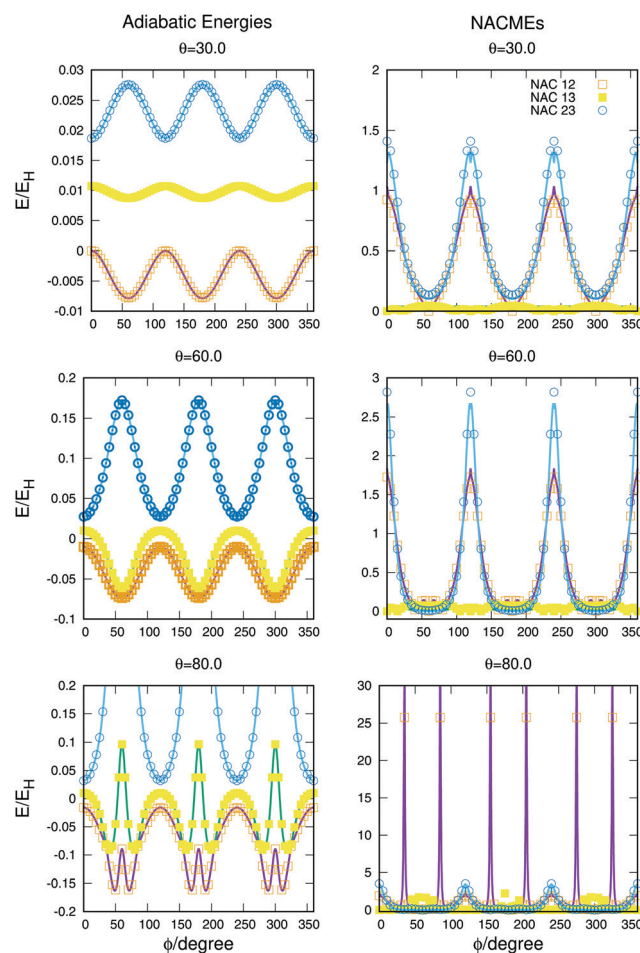 Adiabatic Energies
NACMEs
θ=30.0
θ=30.0
0.03
0.025
0.02
0.015
0.01
0.005
0
-0.005
-0.01
E/E_H
0 50 100 150 200 250 300 350
2
1.5
1
0.5
0
NAC 12
NAC 13
NAC 23
0 50 100 150 200 250 300 350
θ=60.0
θ=60.0
0.2
0.15
0.1
0.05
0
-0.05
-0.1
E/E_H
0 50 100 150 200 250 300 350
3
2.5
2
1.5
1
0.5
0
0 50 100 150 200 250 300 350
θ=80.0
θ=80.0
0.2
0.15
0.1
0.05
0
-0.05
-0.1
-0.15
-0.2
E/E_H
0 50 100 150 200 250 300 350
ϕ/degree
30
25
20
15
10
5
0
0 50 100 150 200 250 300 350
ϕ/degree